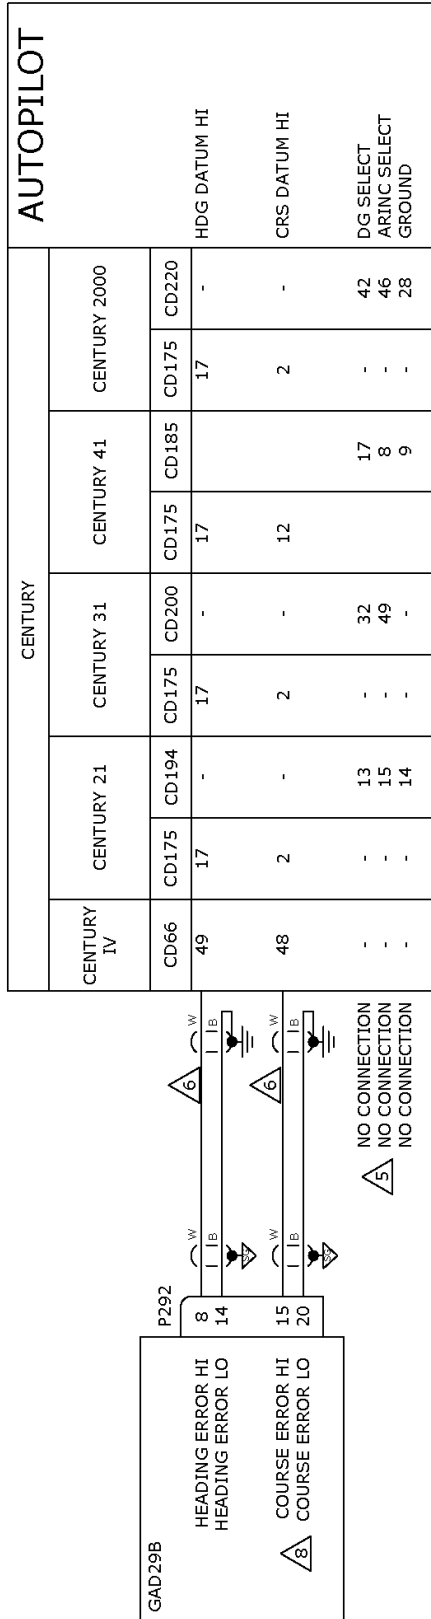 GAD29B
P292
HEADING ERROR HI 8
HEADING ERROR LO 14
COURSE ERROR HI 15
COURSE ERROR LO 20
8
W
B
SG
W
B
SG
6
6
W
B
W
B
5
NO CONNECTION
NO CONNECTION
NO CONNECTION
CENTURY
AUTOPILOT
CENTURY IV
CENTURY 21
CENTURY 31
CENTURY 41
CENTURY 2000
CD66 CD175 CD194 CD175 CD200 CD175 CD185 CD175 CD220
49 17 - 17 - 17 17 - HDG DATUM HI
48 2 - 2 - 12 2 - CRS DATUM HI
- - 13 - 32 17 - 42 DG SELECT
- - 15 - 49 8 - 46 ARINC SELECT
- - 14 - - 9 - 28 GROUND